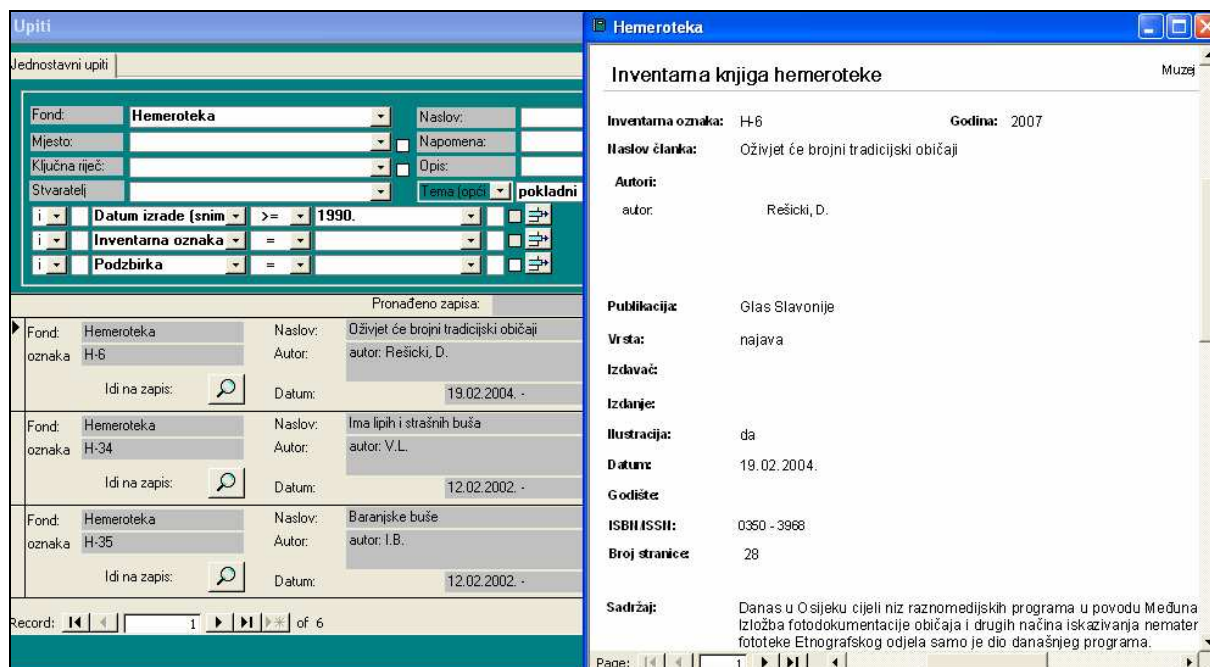 Upiti
Jednostavni upiti
Fond: Hemeroteka Naslov:
Mjesto: Napomena:
Ključna riječ: Opis:
Stvaratelj Tema (opći pokladni
i Datum izrade (snim >= 1990.
i Inventarna oznaka =
i Podzbirka =
Pronađeno zapisa:
Fond: Hemeroteka Naslov: Oživjet će brojni tradicijski običaji
oznaka H-6 Autor: autor: Rešicki, D.
Idi na zapis: Datum: 19.02.2004. -
Fond: Hemeroteka Naslov: Ima lipih i strašnih buša
oznaka H-34 Autor: autor: V.L.
Idi na zapis: Datum: 12.02.2002. -
Fond: Hemeroteka Naslov: Baranjske buše
oznaka H-35 Autor: autor: I.B.
Idi na zapis: Datum: 12.02.2002. -
Record: 1 of 6
Hemeroteka
Inventarna knjiga hemeroteke Muzej
Inventarna oznaka: H-6 Godina: 2007
Naslov članka: Oživjet će brojni tradicijski običaji
Autori:
autor: Rešicki, D.
Publikacija: Glas Slavonije
Vrsta: najava
Izdavač:
Izdanje:
Ilustracija: da
Datum: 19.02.2004.
Godište:
ISBN/ISSN: 0350 - 3968
Broj stranice: 28
Sadržaj: Danas u Osijeku cijeli niz raznomedijskih programa u povodu Međuna
Izložba fotodokumentacije običaja i drugih načina iskazivanja nemater
fototeke Etnografskog odjela samo je dio današnjeg programa.
Page: 1